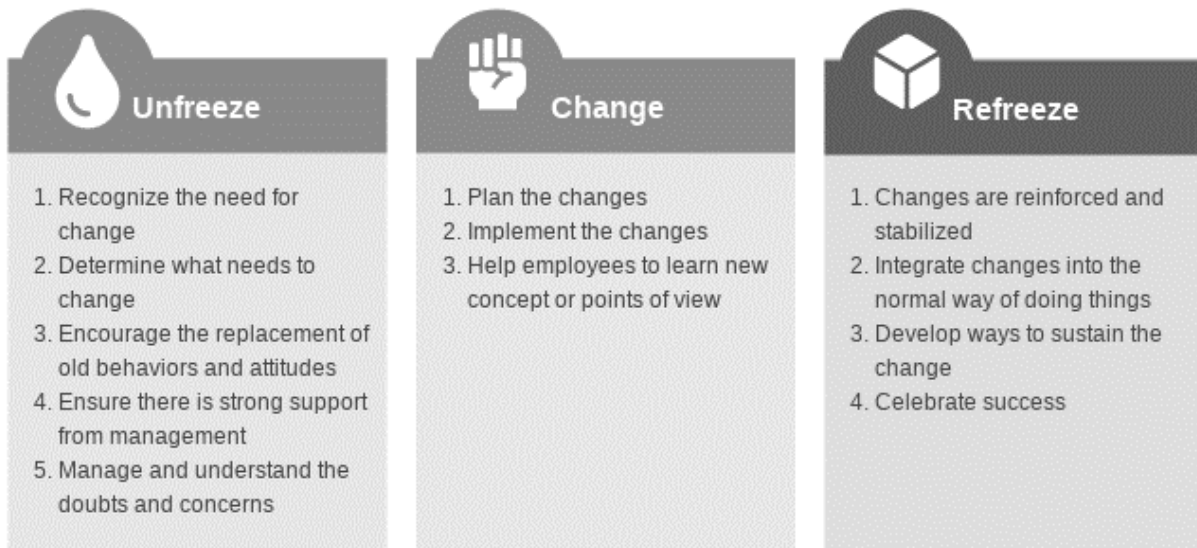 Unfreeze
1. Recognize the need for
change
2. Determine what needs to
change
3. Encourage the replacement of
old behaviors and attitudes
4. Ensure there is strong support
from management
5. Manage and understand the
doubts and concerns
Change
1. Plan the changes
2. Implement the changes
3. Help employees to learn new
concept or points of view
Refreeze
1. Changes are reinforced and
stabilized
2. Integrate changes into the
normal way of doing things
3. Develop ways to sustain the
change
4. Celebrate success